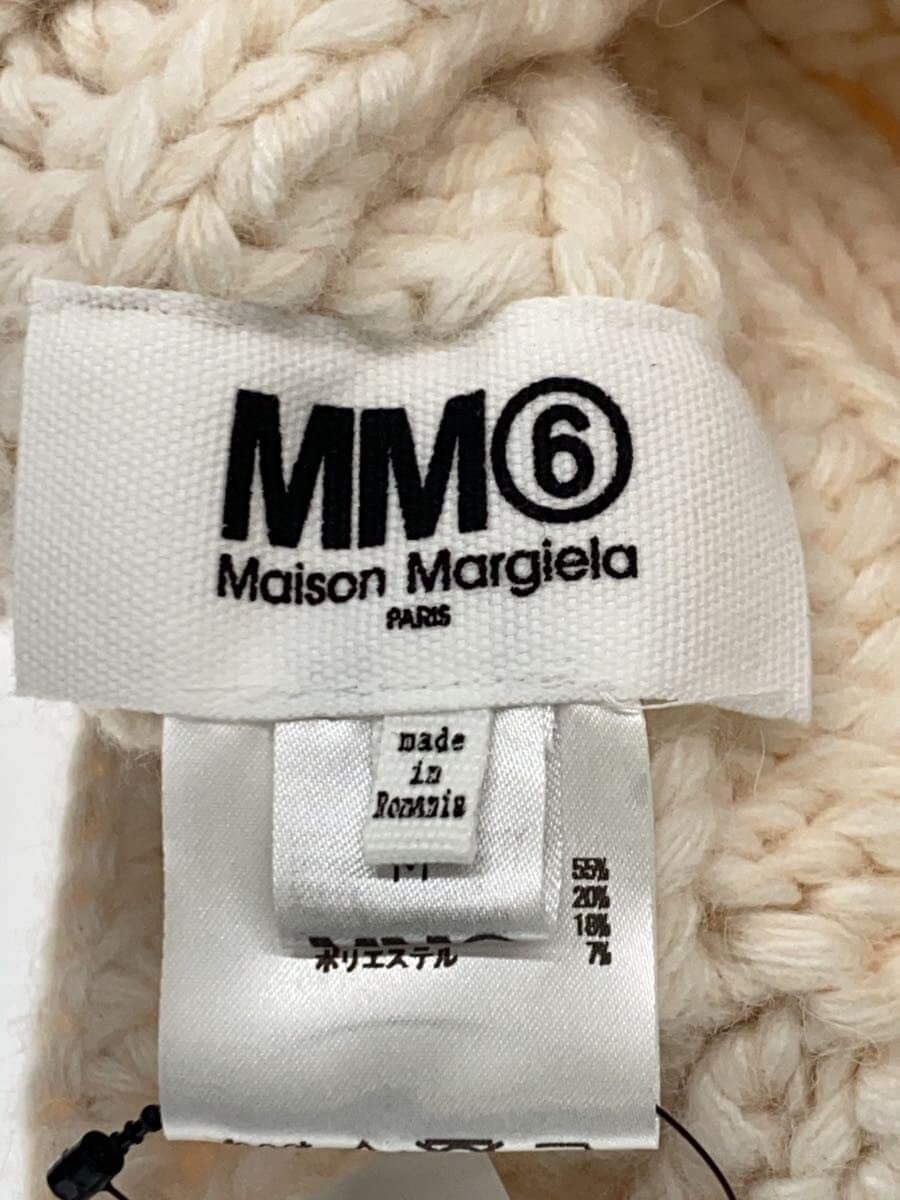 MM⑥
Maison Margiela
PARIS
made
in
Romania
M
55%
20%
18%
ポリエステル 7%